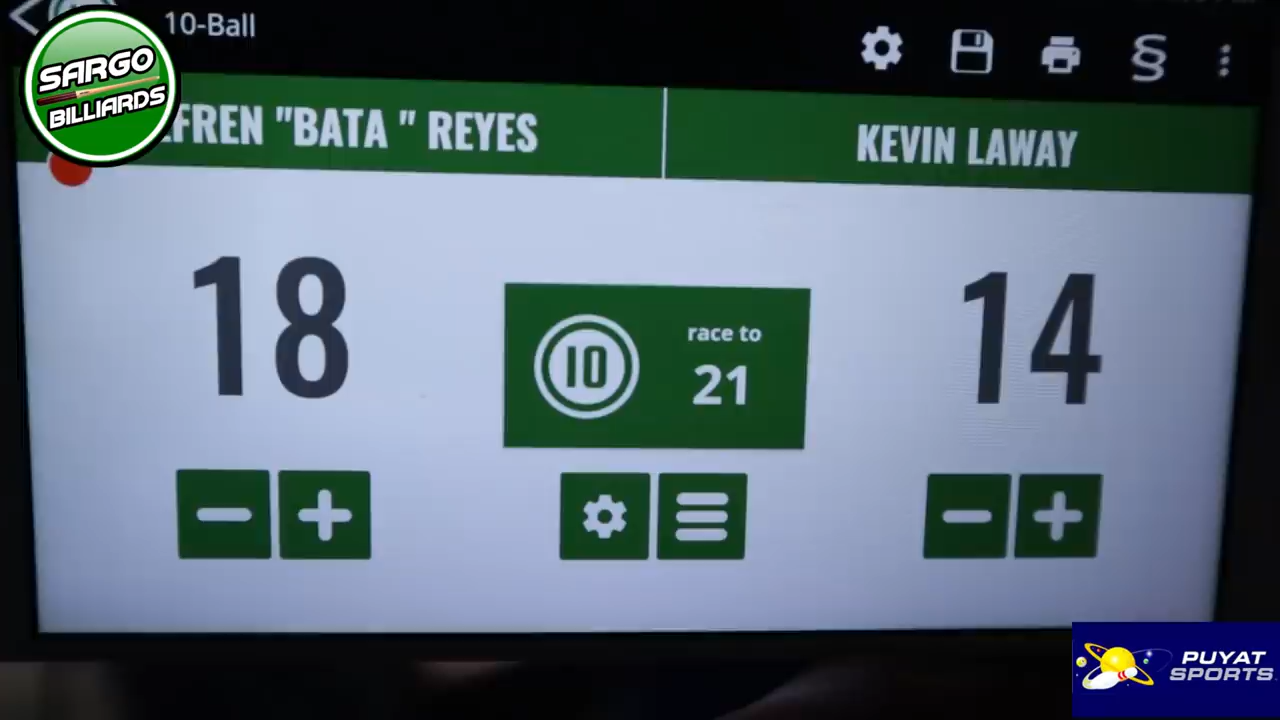 10-Ball
SARGO
BILLIARDS
EFREN "BATA " REYES
KEVIN LAWAY
18
10
race to
21
14
PUYAT
SPORTS